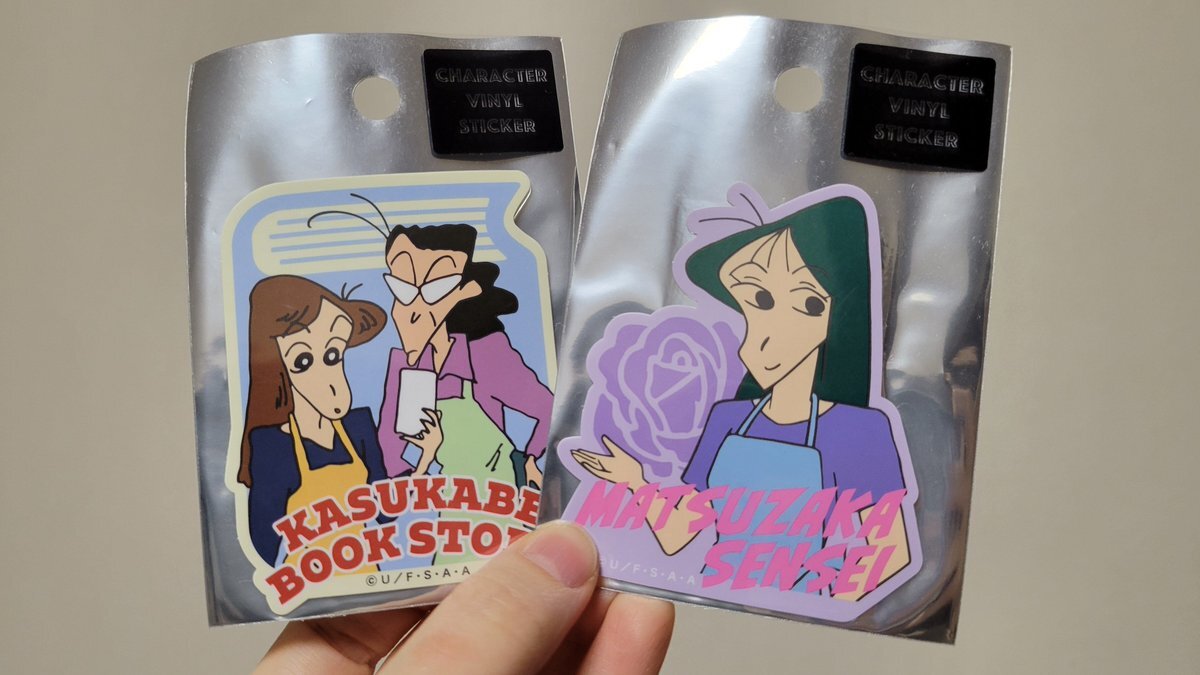 CHARACTER
VINYL
STICKER
KASUKABE
BOOK STO
©U/F・S・A・A
CHARACTER
VINYL
STICKER
MATSUZAKA
SENSEI
©U/F・S・A・A